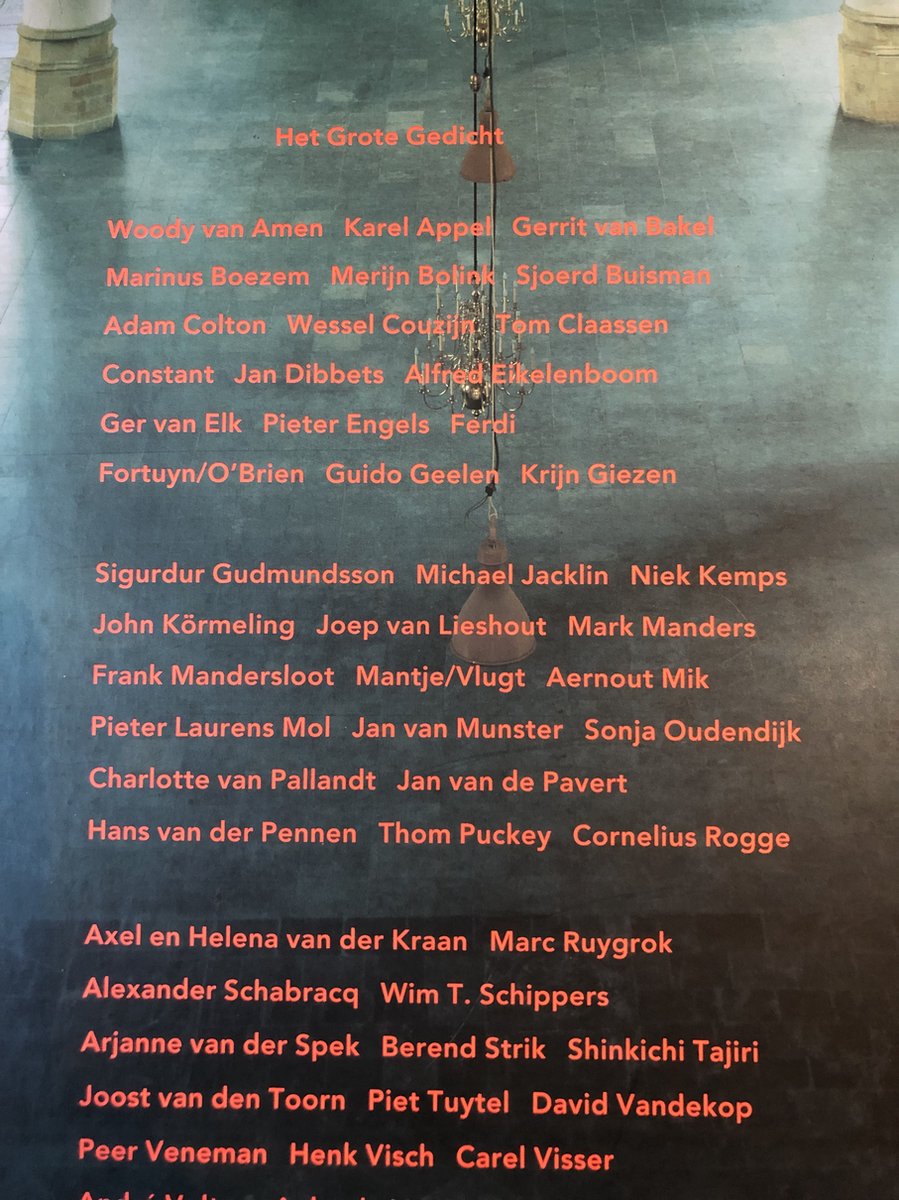 Het Grote Gedicht
Woody van Amen Karel Appel Gerrit van Bakel
Marinus Boezem Merijn Bolink Sjoerd Buisman
Adam Colton Wessel Couzijn Tom Claassen
Constant Jan Dibbets Alfred Eikelenboom
Ger van Elk Pieter Engels Ferdi
Fortuyn/O’Brien Guido Geelen Krijn Giezen
Sigurdur Gudmundsson Michael Jacklin Niek Kemps
John Körmeling Joep van Lieshout Mark Manders
Frank Mandersloot Mantje/Vlugt Aernout Mik
Pieter Laurens Mol Jan van Munster Sonja Oudendijk
Charlotte van Pallandt Jan van de Pavert
Hans van der Pennen Thom Puckey Cornelius Rogge
Axel en Helena van der Kraan Marc Ruygrok
Alexander Schabracq Wim T. Schippers
Arjanne van der Spek Berend Strik Shinkichi Tajiri
Joost van den Toorn Piet Tuytel David Vandekop
Peer Veneman Henk Visch Carel Visser